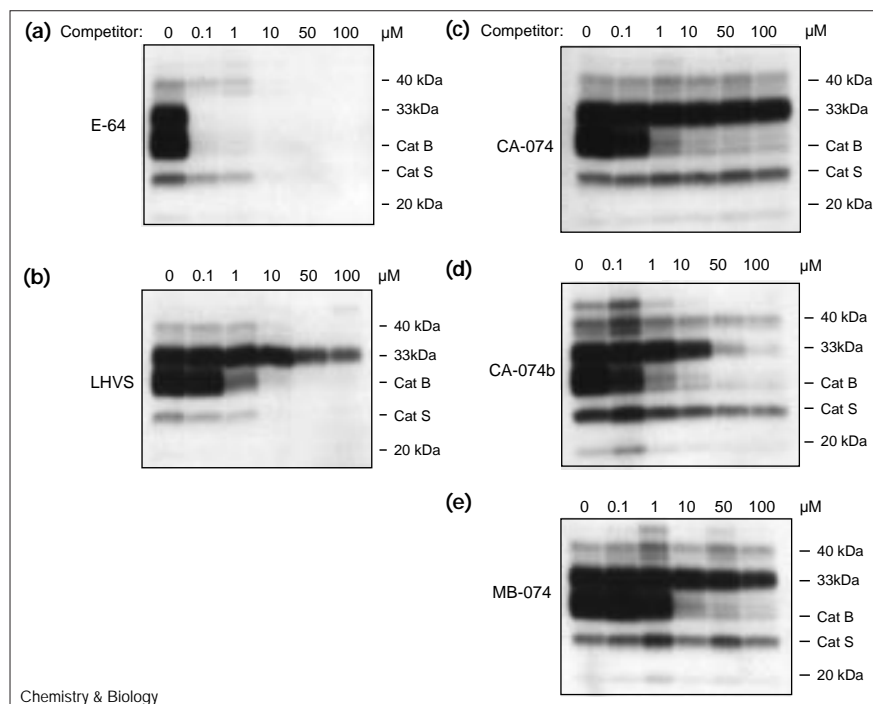 (a) Competitor: 0 0.1 1 10 50 100 µM
40 kDa
33kDa
E-64
Cat B
Cat S
20 kDa
(b) 0 0.1 1 10 50 100 µM
40 kDa
33kDa
LHVS
Cat B
Cat S
20 kDa
(c) Competitor: 0 0.1 1 10 50 100 µM
40 kDa
33kDa
CA-074
Cat B
Cat S
20 kDa
(d) 0 0.1 1 10 50 100 µM
40 kDa
33kDa
CA-074b
Cat B
Cat S
20 kDa
(e) 0 0.1 1 10 50 100 µM
40 kDa
33kDa
MB-074
Cat B
Cat S
20 kDa
Chemistry & Biology